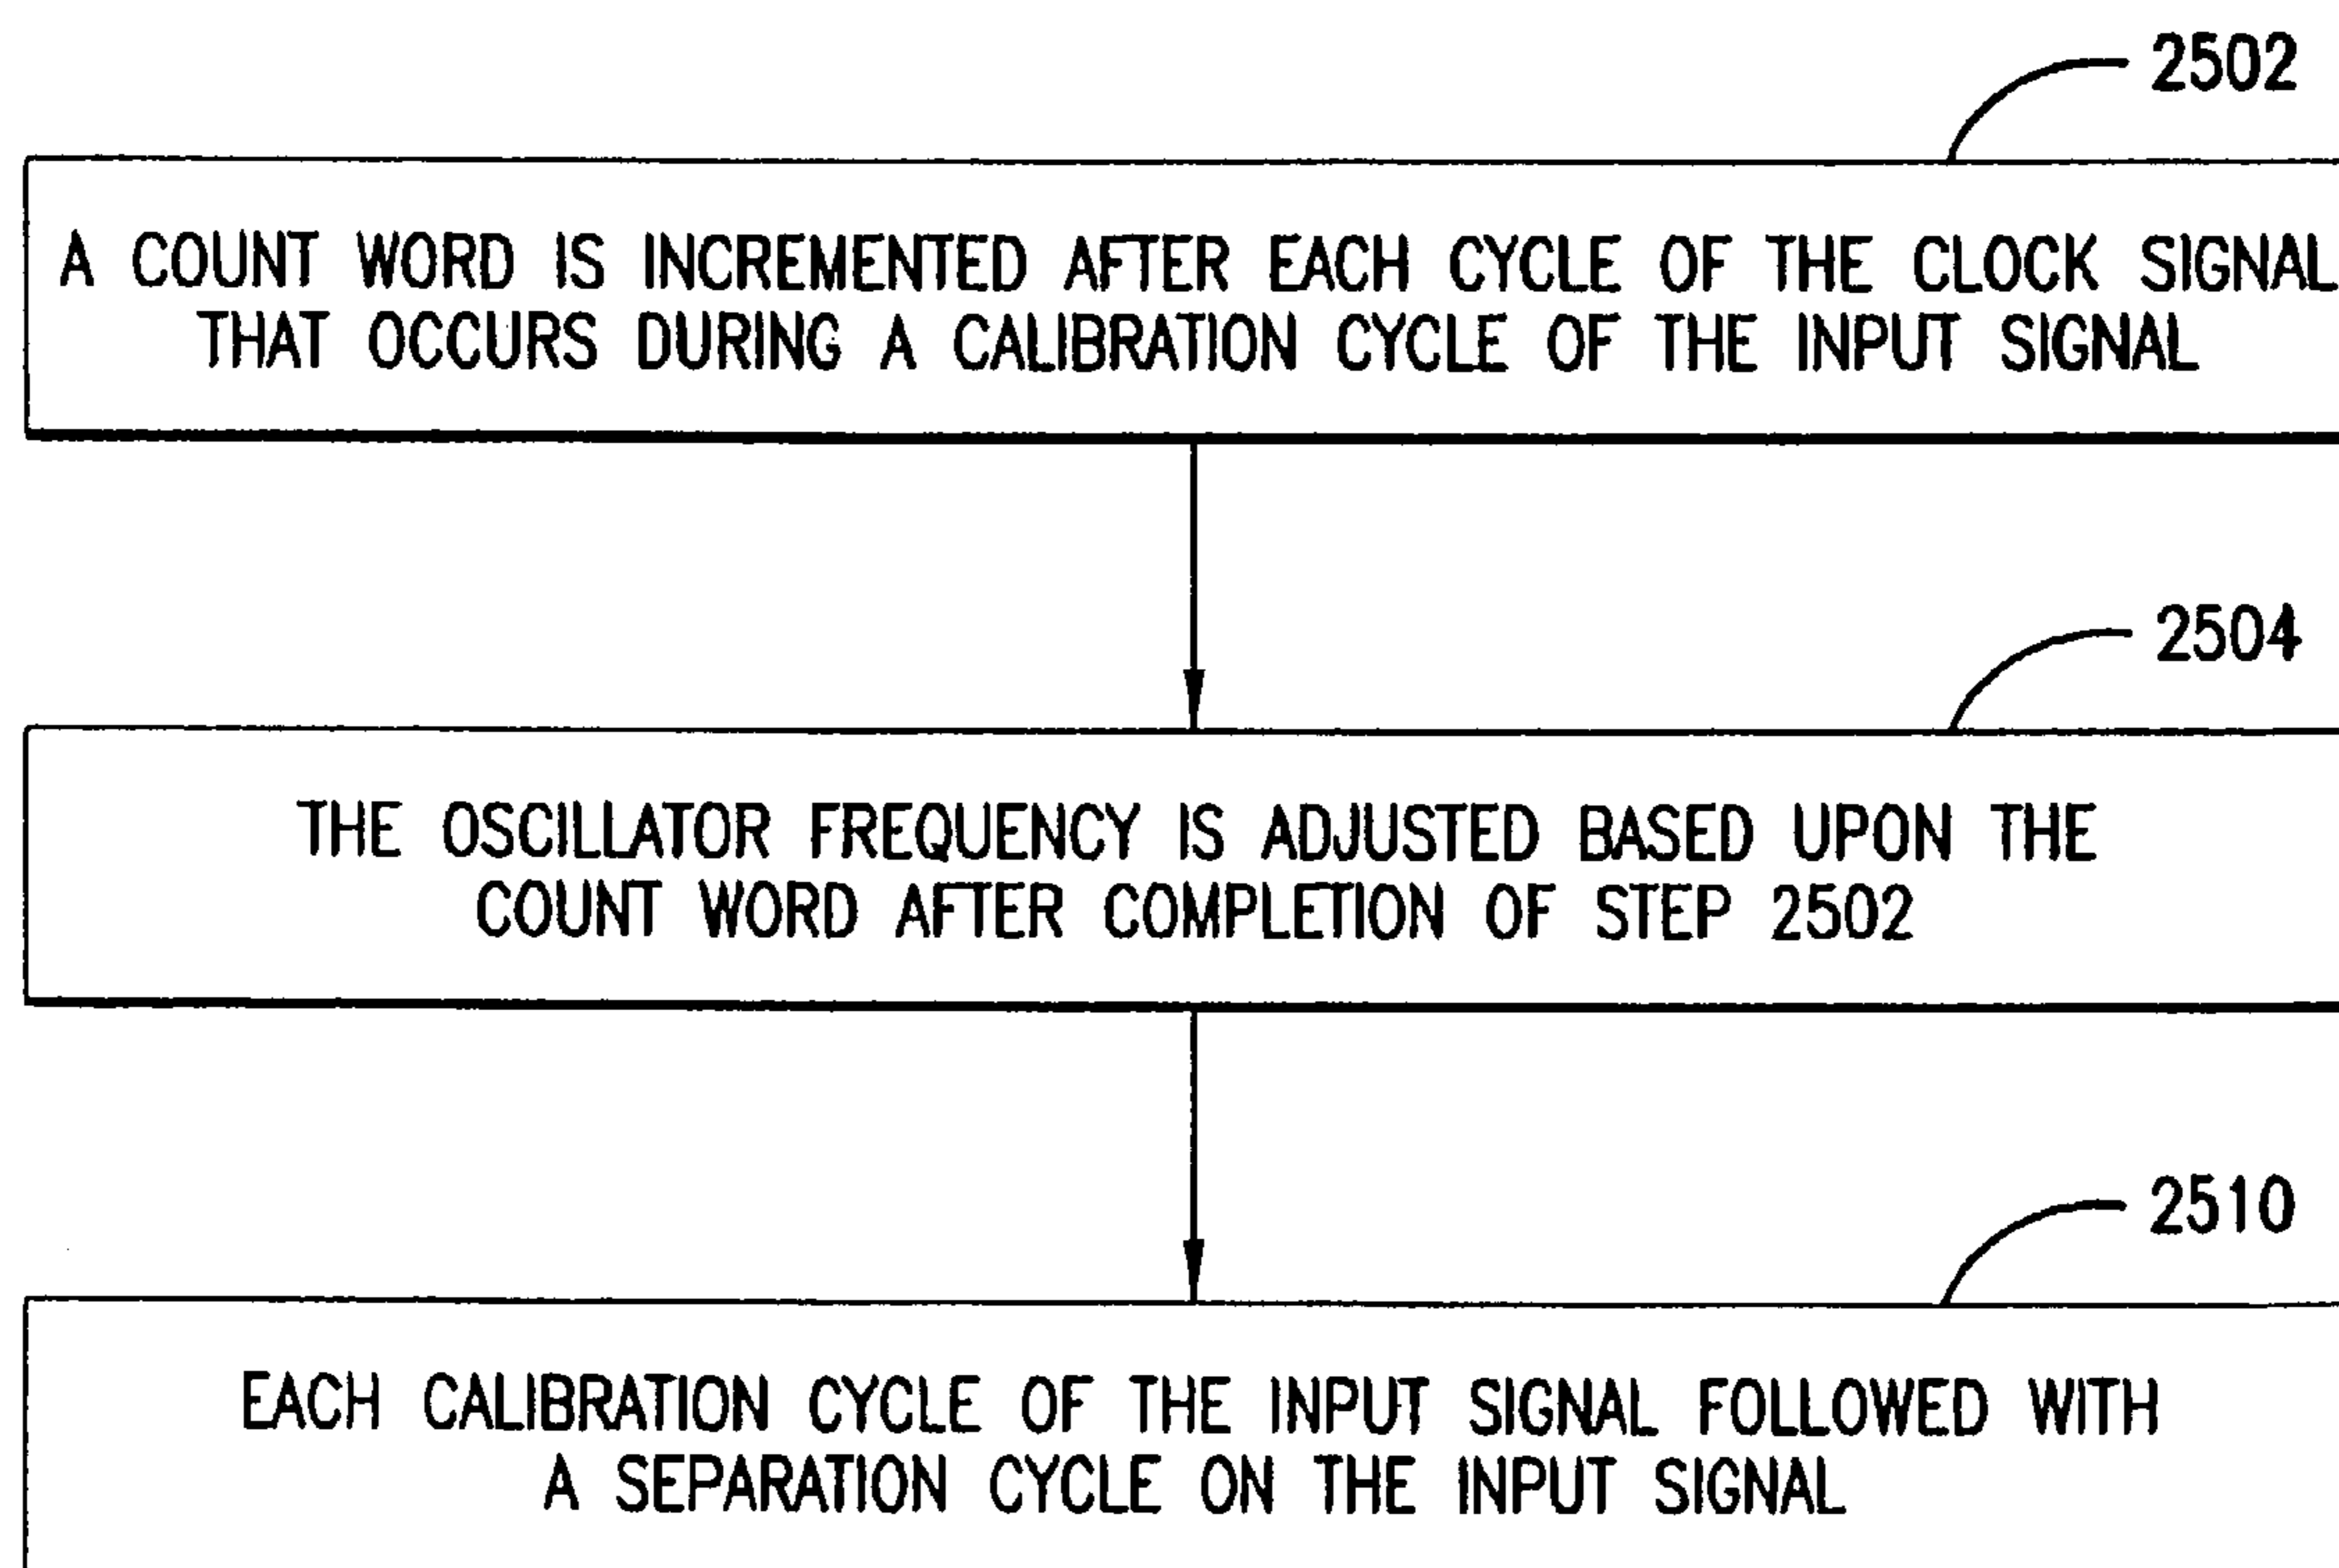 2502
A COUNT WORD IS INCREMENTED AFTER EACH CYCLE OF THE CLOCK SIGNAL
THAT OCCURS DURING A CALIBRATION CYCLE OF THE INPUT SIGNAL
2504
THE OSCILLATOR FREQUENCY IS ADJUSTED BASED UPON THE
COUNT WORD AFTER COMPLETION OF STEP 2502
2510
EACH CALIBRATION CYCLE OF THE INPUT SIGNAL FOLLOWED WITH
A SEPARATION CYCLE ON THE INPUT SIGNAL